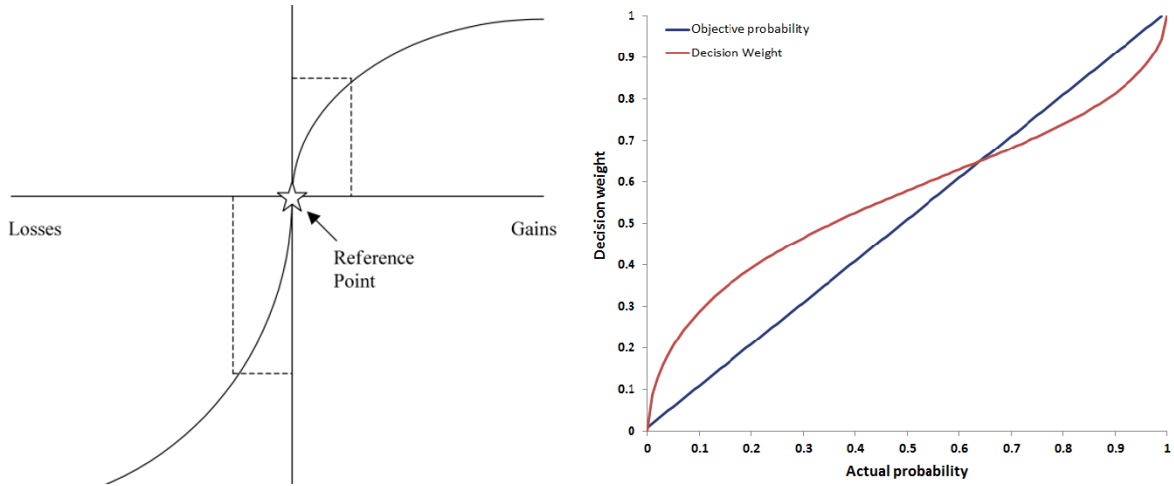 Losses
Gains
Reference
Point
Objective probability
Decision Weight
Decision weight
1
0.9
0.8
0.7
0.6
0.5
0.4
0.3
0.2
0.1
0
0 0.1 0.2 0.3 0.4 0.5 0.6 0.7 0.8 0.9 1
Actual probability